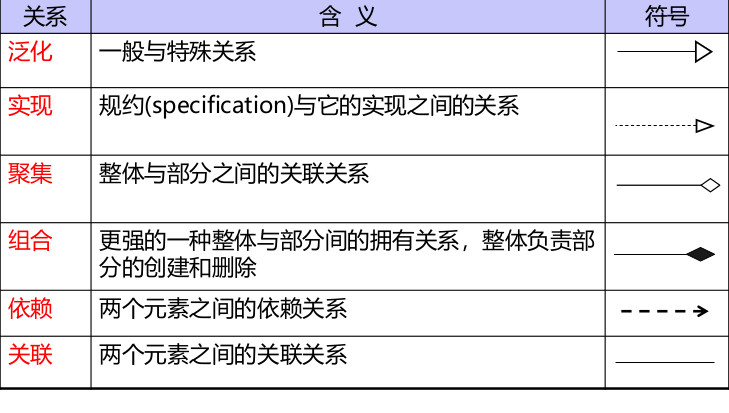 关系 含 义 符号
泛化 一般与特殊关系
实现 规约(specification)与它的实现之间的关系
聚集 整体与部分之间的关联关系
组合 更强的一种整体与部分间的拥有关系，整体负责部
分的创建和删除
依赖 两个元素之间的依赖关系
关联 两个元素之间的关联关系